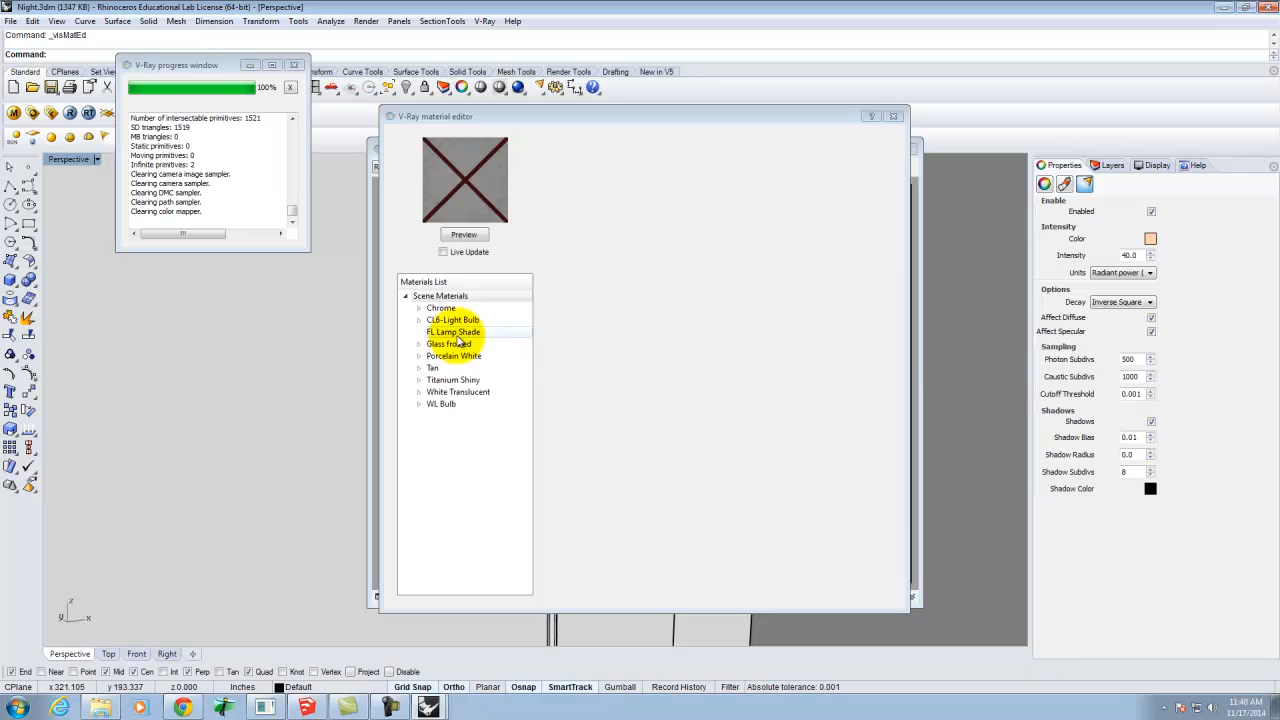 Night.3dm (1347 KB) - Rhinoceros Educational Lab License (64-bit) - [Perspective]
File Edit View Curve Surface Solid Mesh Dimension Transform Tools Analyze Render Panels SectionTools V-Ray Help
Command: _visMatEd
Command:
Standard CPlanes Set Vie
V-Ray progress window
nsform Curve Tools Surface Tools Solid Tools Mesh Tools Render Tools Drafting New in V5
100% X
Number of intersectable primitives: 1521
SD triangles: 1519
MB triangles: 0
Static primitives: 0
Moving primitives: 0
Infinite primitives: 2
Clearing camera image sampler.
Clearing camera sampler.
Clearing DMC sampler.
Clearing path sampler.
Clearing color mapper.
M R RT
SUN
Perspective
V-Ray material editor
Preview
Live Update
Materials List
Scene Materials
Chrome
CL6-Light Bulb
FL Lamp Shade
Glass frosted
Porcelain White
Tan
Titanium Shiny
White Translucent
WL Bulb
Properties Layers Display Help
Enable
Enabled
Intensity
Color
Intensity 40.0
Units Radiant power (
Options
Decay Inverse Square
Affect Diffuse
Affect Specular
Sampling
Photon Subdivs 500
Caustic Subdivs 1000
Cutoff Threshold 0.001
Shadows
Shadows
Shadow Bias 0.01
Shadow Radius 0.0
Shadow Subdivs 8
Shadow Color
z
y x
Perspective Top Front Right
End Near Point Mid Cen Int Perp Tan Quad Knot Vertex Project Disable
CPlane x 321.105 y 193.337 z 0.000 Inches Default Grid Snap Ortho Planar Osnap SmartTrack Gumball Record History Filter Absolute tolerance: 0.001
11:40 AM
11/17/2014